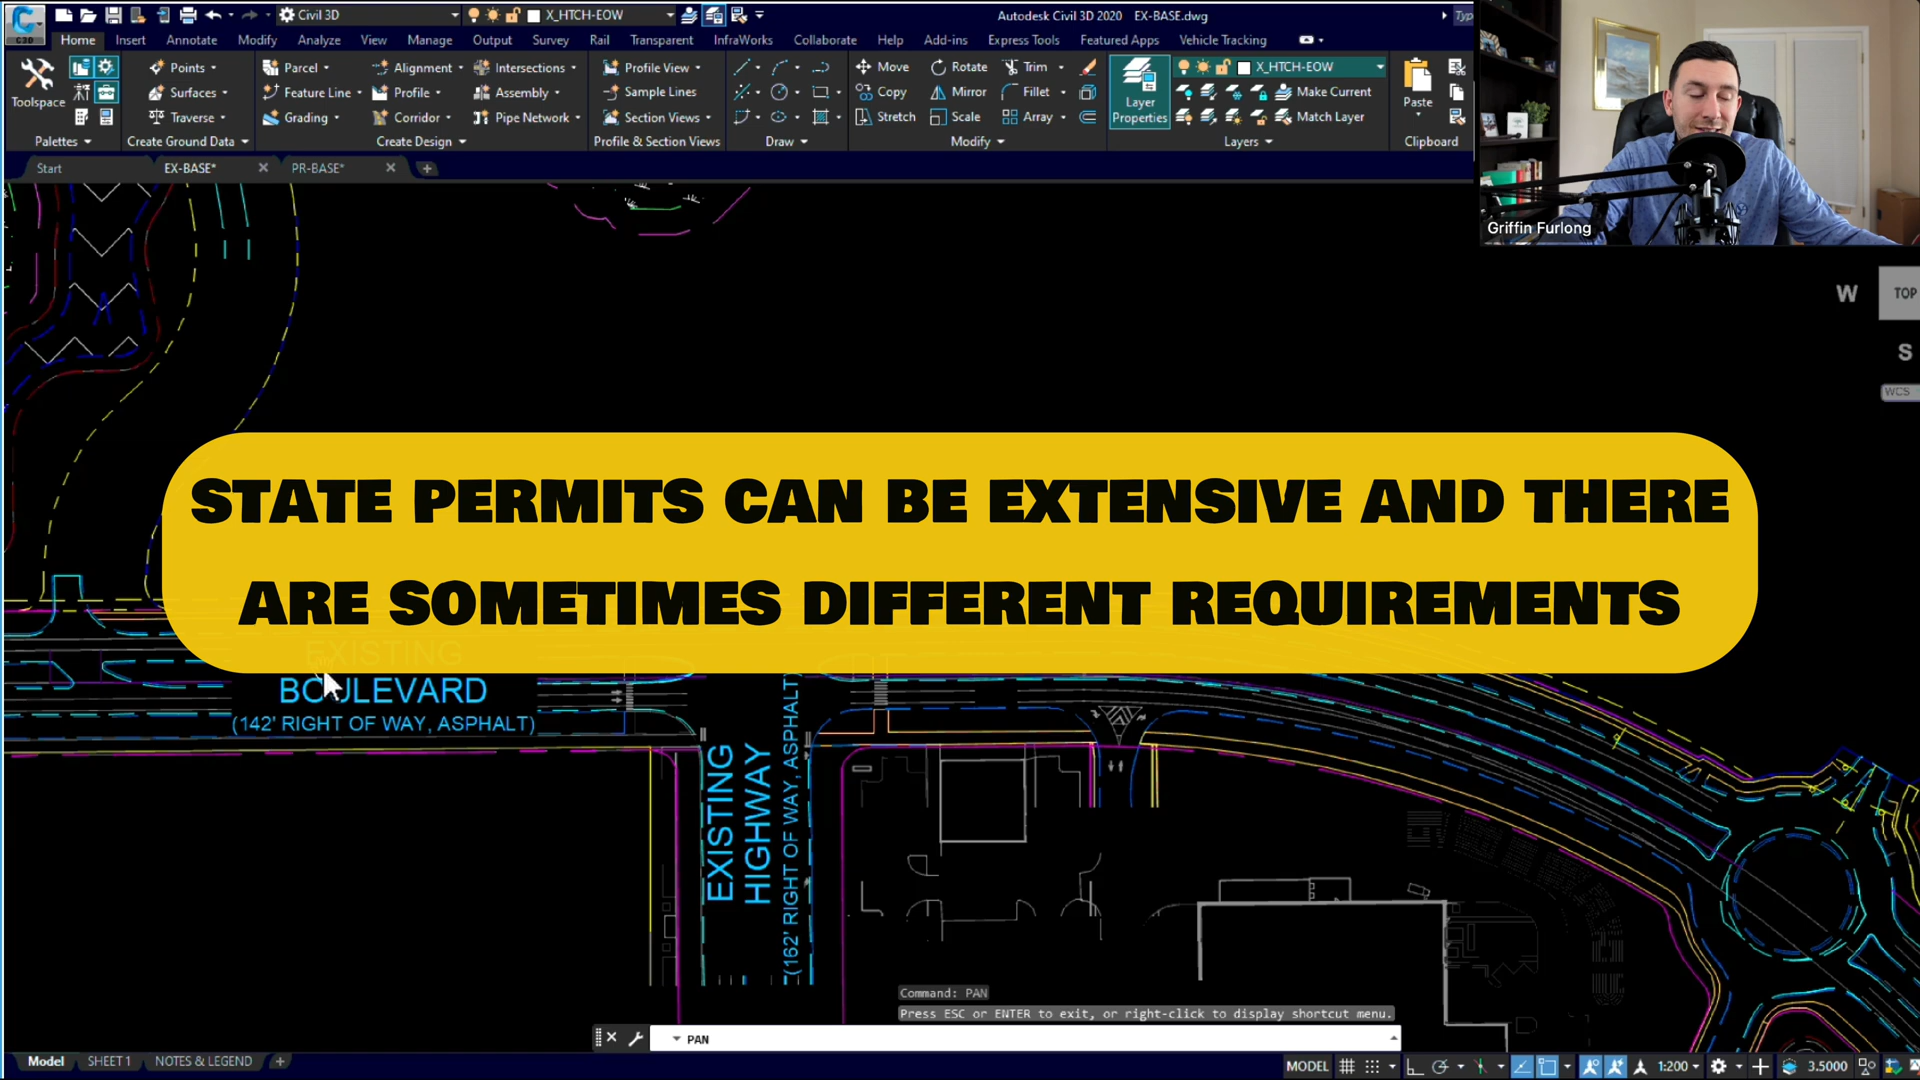 Civil 3D
X_HTCH-EOW
Autodesk Civil 3D 2020 EX-BASE.dwg
Typ
C3D
Home Insert Annotate Modify Analyze View Manage Output Survey Rail Transparent InfraWorks Collaborate Help Add-ins Express Tools Featured Apps Vehicle Tracking
Toolspace
Palettes
Points
Surfaces
Traverse
Create Ground Data
Parcel
Feature Line
Grading
Alignment
Profile
Corridor
Intersections
Assembly
Pipe Network
Create Design
Profile View
Sample Lines
Section Views
Profile & Section Views
Draw
Move
Copy
Stretch
Rotate
Mirror
Scale
Trim
Fillet
Array
Modify
Layer
Properties
X_HTCH-EOW
Make Current
Match Layer
Layers
Paste
Clipboard
Start EX-BASE* PR-BASE*
Griffin Furlong
W
TOP
S
WCS
STATE PERMITS CAN BE EXTENSIVE AND THERE
ARE SOMETIMES DIFFERENT REQUIREMENTS
EXISTING
BOULEVARD
(142' RIGHT OF WAY, ASPHALT)
EXISTING
HIGHWAY
(162' RIGHT OF WAY, ASPHALT)
Command: PAN
Press ESC or ENTER to exit, or right-click to display shortcut menu.
PAN
Model SHEET 1 NOTES & LEGEND
MODEL
1:200
3.5000